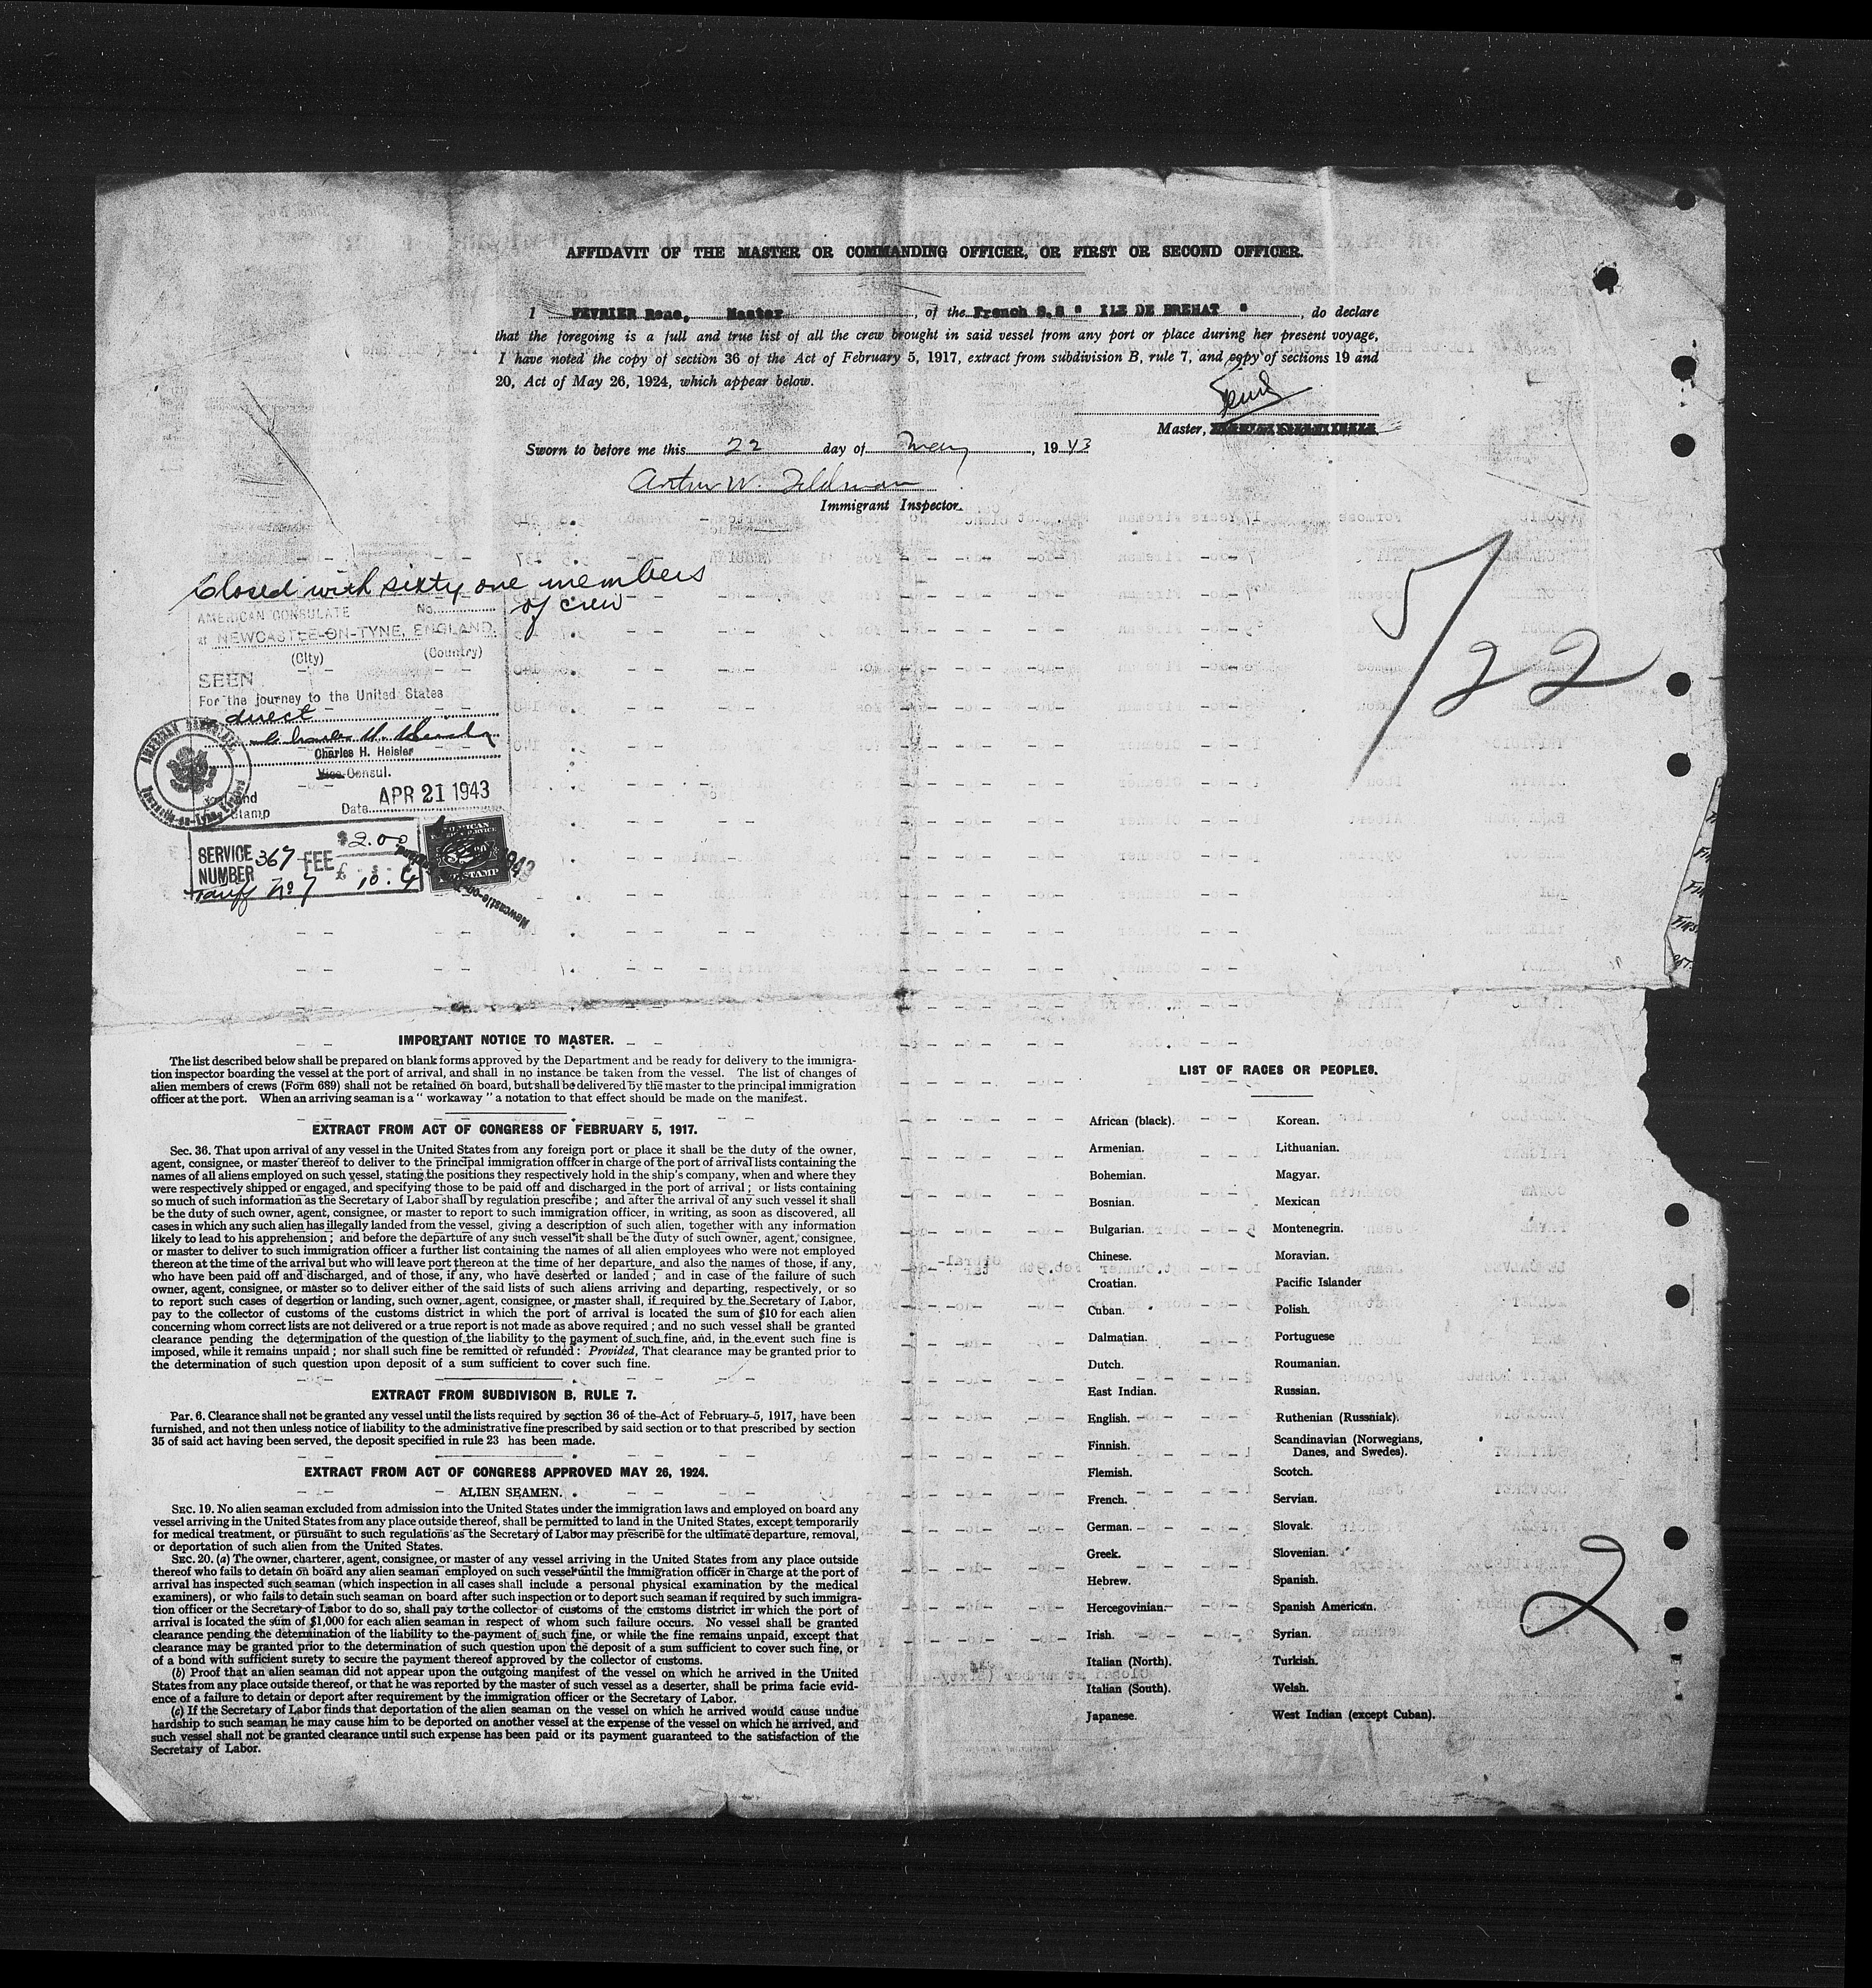 AFFIDAVIT OF THE MASTER OR COMMANDING OFFICER, OR FIRST OR SECOND OFFICER.
I FEVRIER Rene, Master, of the French S.S " ILE DE BREHAT ", do declare
that the foregoing is a full and true list of all the crew brought in said vessel from any port or place during her present voyage,
I have noted the copy of section 36 of the Act of February 5, 1917, extract from subdivision B, rule 7, and copy of sections 19 and
20, Act of May 26, 1924, which appear below.
Master,
Sworn to before me this 22 day of May, 1943
Arthur W. Feldman
Immigrant Inspector.
5/22
Closed with sixty one members
of crew
AMERICAN CONSULATE No.
at NEWCASTLE-ON-TYNE, ENGLAND.
(City) (Country)
SEEN
For the journey to the United States
direct
Charles H. Heisler
Charles H. Heisler
Vice Consul.
Date APR 21 1943
Stamp
SERVICE NUMBER 367 FEE $2.00
Tariff No 7
IMPORTANT NOTICE TO MASTER.
The list described below shall be prepared on blank forms approved by the Department and be ready for delivery to the immigra-
tion inspector boarding the vessel at the port of arrival, and shall in no instance be taken from the vessel. The list of changes of
alien members of crews (Form 689) shall not be retained on board, but shall be delivered by the master to the principal immigration
officer at the port. When an arriving seaman is a " workaway " a notation to that effect should be made on the manifest.
EXTRACT FROM ACT OF CONGRESS OF FEBRUARY 5, 1917.
Sec. 36. That upon arrival of any vessel in the United States from any foreign port or place it shall be the duty of the owner,
agent, consignee, or master thereof to deliver to the principal immigration officer in charge of the port of arrival lists containing the
names of all aliens employed on such vessel, stating the positions they respectively hold in the ship's company, when and where they
were respectively shipped or engaged, and specifying those to be paid off and discharged in the port of arrival ; or lists containing
so much of such information as the Secretary of Labor shall by regulation prescribe ; and after the arrival of any such vessel it shall
be the duty of such owner, agent, consignee, or master to report to such immigration officer, in writing, as soon as discovered, all
cases in which any such alien has illegally landed from the vessel, giving a description of such alien, together with any information
likely to lead to his apprehension ; and before the departure of any such vessel it shall be the duty of such owner, agent, consignee,
or master to deliver to such immigration officer a further list containing the names of all alien employees who were not employed
thereon at the time of the arrival but who will leave port thereon at the time of her departure, and also the names of those, if any,
who have been paid off and discharged, and of those, if any, who have deserted or landed ; and in case of the failure of such
owner, agent, consignee, or master so to deliver either of the said lists of such aliens arriving and departing, respectively, or so
to report such cases of desertion or landing, such owner, agent, consignee, or master shall, if required by the Secretary of Labor,
pay to the collector of customs of the customs district in which the port of arrival is located the sum of $10 for each alien
concerning whom correct lists are not delivered or a true report is not made as above required ; and no such vessel shall be granted
clearance pending the determination of the question of the liability to the payment of such fine, and, in the event such fine is
imposed, while it remains unpaid ; nor shall such fine be remitted or refunded : Provided, That clearance may be granted prior to
the determination of such question upon deposit of a sum sufficient to cover such fine.
EXTRACT FROM SUBDIVISON B, RULE 7.
Par. 6. Clearance shall not be granted any vessel until the lists required by section 36 of the Act of February 5, 1917, have been
furnished, and not then unless notice of liability to the administrative fine prescribed by said section or to that prescribed by section
35 of said act having been served, the deposit specified in rule 23 has been made.
EXTRACT FROM ACT OF CONGRESS APPROVED MAY 26, 1924.
ALIEN SEAMEN.
SEC. 19. No alien seaman excluded from admission into the United States under the immigration laws and employed on board any
vessel arriving in the United States from any place outside thereof, shall be permitted to land in the United States, except temporarily
for medical treatment, or pursuant to such regulations as the Secretary of Labor may prescribe for the ultimate departure, removal,
or deportation of such alien from the United States.
SEC. 20. (a) The owner, charterer, agent, consignee, or master of any vessel arriving in the United States from any place outside
thereof who fails to detain on board any alien seaman employed on such vessel until the immigration officer in charge at the port of
arrival has inspected such seaman (which inspection in all cases shall include a personal physical examination by the medical
examiners), or who fails to detain such seaman on board after such inspection or to deport such seaman if required by such immigra-
tion officer or the Secretary of Labor to do so, shall pay to the collector of customs of the customs district in which the port of
arrival is located the sum of $1,000 for each alien seaman in respect of whom such failure occurs. No vessel shall be granted
clearance pending the determination of the liability to the payment of such fine, or while the fine remains unpaid, except that
clearance may be granted prior to the determination of such question upon the deposit of a sum sufficient to cover such fine, or
of a bond with sufficient surety to secure the payment thereof approved by the collector of customs.
(b) Proof that an alien seaman did not appear upon the outgoing manifest of the vessel on which he arrived in the United
States from any place outside thereof, or that he was reported by the master of such vessel as a deserter, shall be prima facie evid-
ence of a failure to detain or deport after requirement by the immigration officer or the Secretary of Labor.
(c) If the Secretary of Labor finds that deportation of the alien seaman on the vessel on which he arrived would cause undue
hardship to such seaman he may cause him to be deported on another vessel at the expense of the vessel on which he arrived, and
such vessel shall not be granted clearance until such expense has been paid or its payment guaranteed to the satisfaction of the
Secretary of Labor.
LIST OF RACES OR PEOPLES.
African (black). Korean.
Armenian. Lithuanian.
Bohemian. Magyar.
Bosnian. Mexican
Bulgarian. Montenegrin.
Chinese. Moravian.
Croatian. Pacific Islander
Cuban. Polish.
Dalmatian. Portuguese
Dutch. Roumanian.
East Indian. Russian.
English. Ruthenian (Russniak).
Finnish. Scandinavian (Norwegians,
Danes, and Swedes).
Flemish. Scotch.
French. Servian.
German. Slovak.
Greek. Slovenian.
Hebrew. Spanish.
Hercegovinian. Spanish American.
Irish. Syrian.
Italian (North). Turkish.
Italian (South). Welsh.
Japanese. West Indian (except Cuban).
2